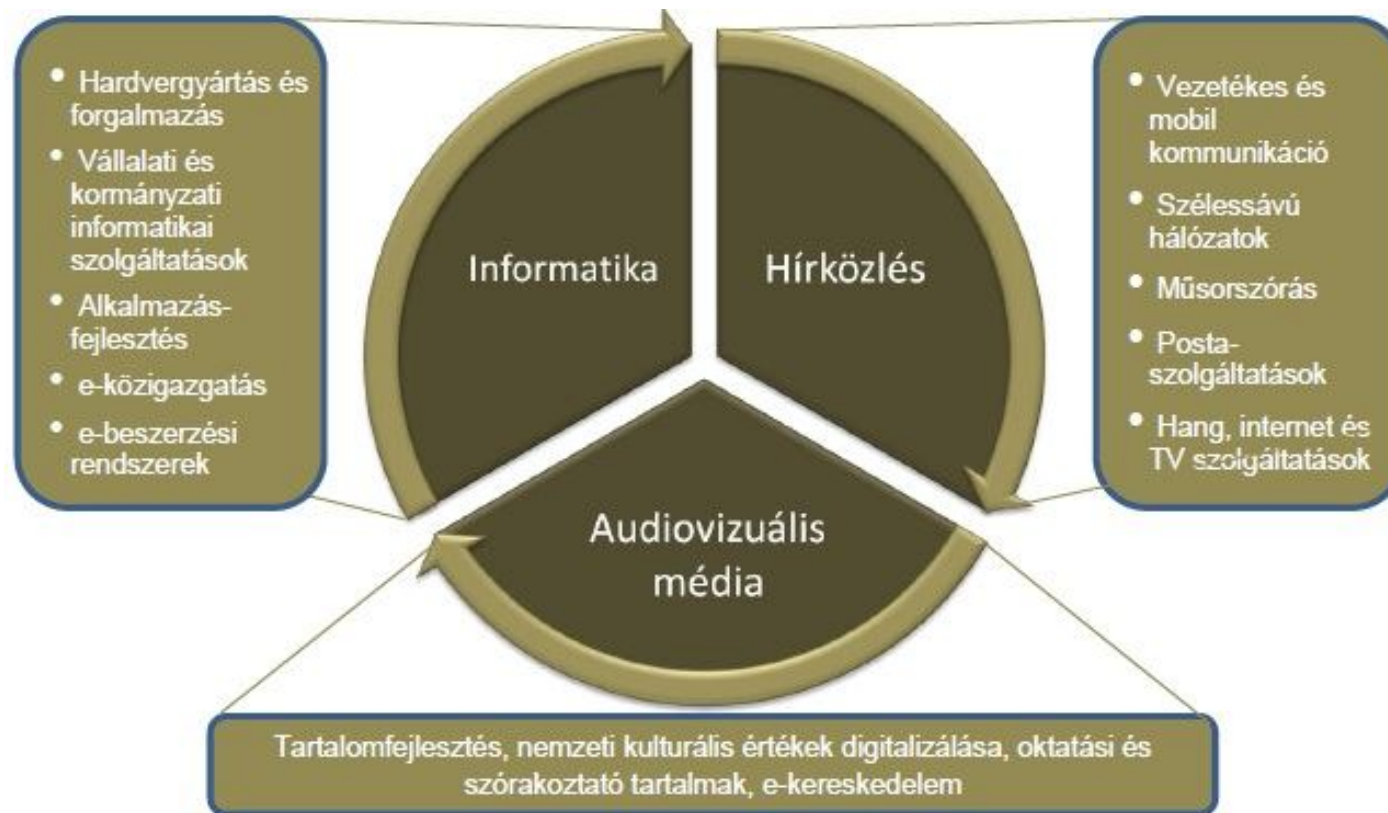 • Hardvergyártás és
forgalmazás
• Vállalati és
kormányzati
informatikai
szolgáltatások
• Alkalmazás-
fejlesztés
• e-közigazgatás
• e-beszerzési
rendszerek
Informatika
Hírközlés
• Vezetékes és
mobil
kommunikáció
• Szélessávú
hálózatok
• Műsorszórás
• Posta-
szolgáltatások
• Hang, internet és
TV szolgáltatások
Audiovizuális
média
Tartalomfejlesztés, nemzeti kulturális értékek digitalizálása, oktatási és
szórakoztató tartalmak, e-kereskedelem